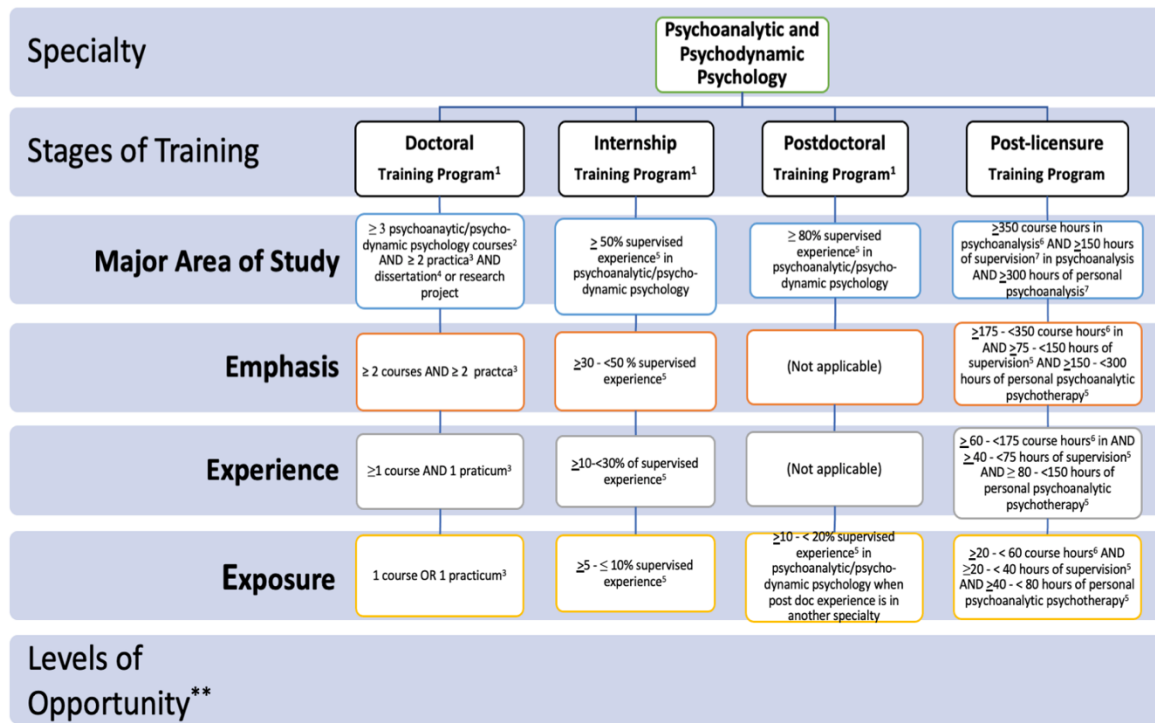 Specialty
Psychoanalytic and
Psychodynamic
Psychology
Stages of Training
Doctoral
Training Program¹
Internship
Training Program¹
Postdoctoral
Training Program¹
Post-licensure
Training Program
Major Area of Study
≥ 3 psychoanaytic/psycho-
dynamic psychology courses²
AND ≥ 2 practica³ AND
dissertation⁴ or research
project
≥ 50% supervised
experience⁵ in
psychoanalytic/psycho-
dynamic psychology
≥ 80% supervised
experience⁵ in
psychoanalytic/psycho-
dynamic psychology
≥350 course hours in
psychoanalysis⁶ AND ≥150 hours
of supervision⁷ in psychoanalysis
AND ≥300 hours of personal
psychoanalysis⁷
Emphasis
≥ 2 courses AND ≥ 2 practca³
≥30 - <50 % supervised
experience⁵
(Not applicable)
≥175 - <350 course hours⁶ in
AND ≥75 - <150 hours of
supervision⁵ AND ≥150 - <300
hours of personal psychoanalytic
psychotherapy⁵
Experience
≥1 course AND 1 praticum³
≥10-<30% of supervised
experience⁵
(Not applicable)
≥ 60 - <175 course hours⁶ in AND
≥ 40 - <75 hours of supervision⁵
AND ≥ 80 - <150 hours of
personal psychoanalytic
psychotherapy⁵
Exposure
1 course OR 1 practicum³
≥5 - ≤ 10% supervised
experience⁵
≥10 - < 20% supervised
experience⁵ in
psychoanalytic/psycho-
dynamic psychology when
post doc experience is in
another specialty
≥20 - < 60 course hours⁶ AND
≥20 - < 40 hours of supervision⁵
AND ≥40 - < 80 hours of personal
psychoanalytic psychotherapy⁵
Levels of
Opportunity**